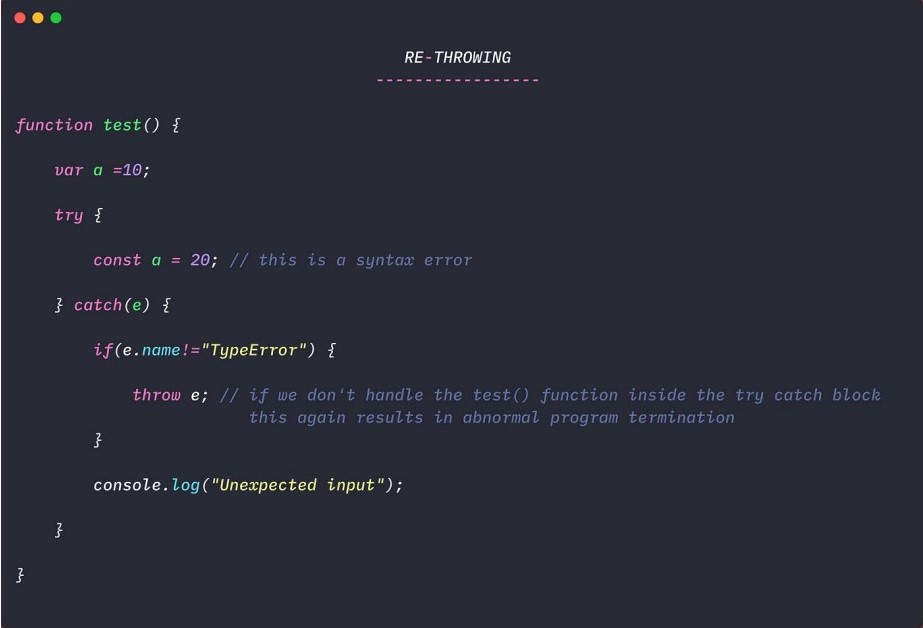 RE-THROWING
-----------------
function test() {
var a =10;
try {
const a = 20; // this is a syntax error
} catch(e) {
if(e.name!="TypeError") {
throw e; // if we don't handle the test() function inside the try catch block
this again results in abnormal program termination
}
console.log("Unexpected input");
}
}